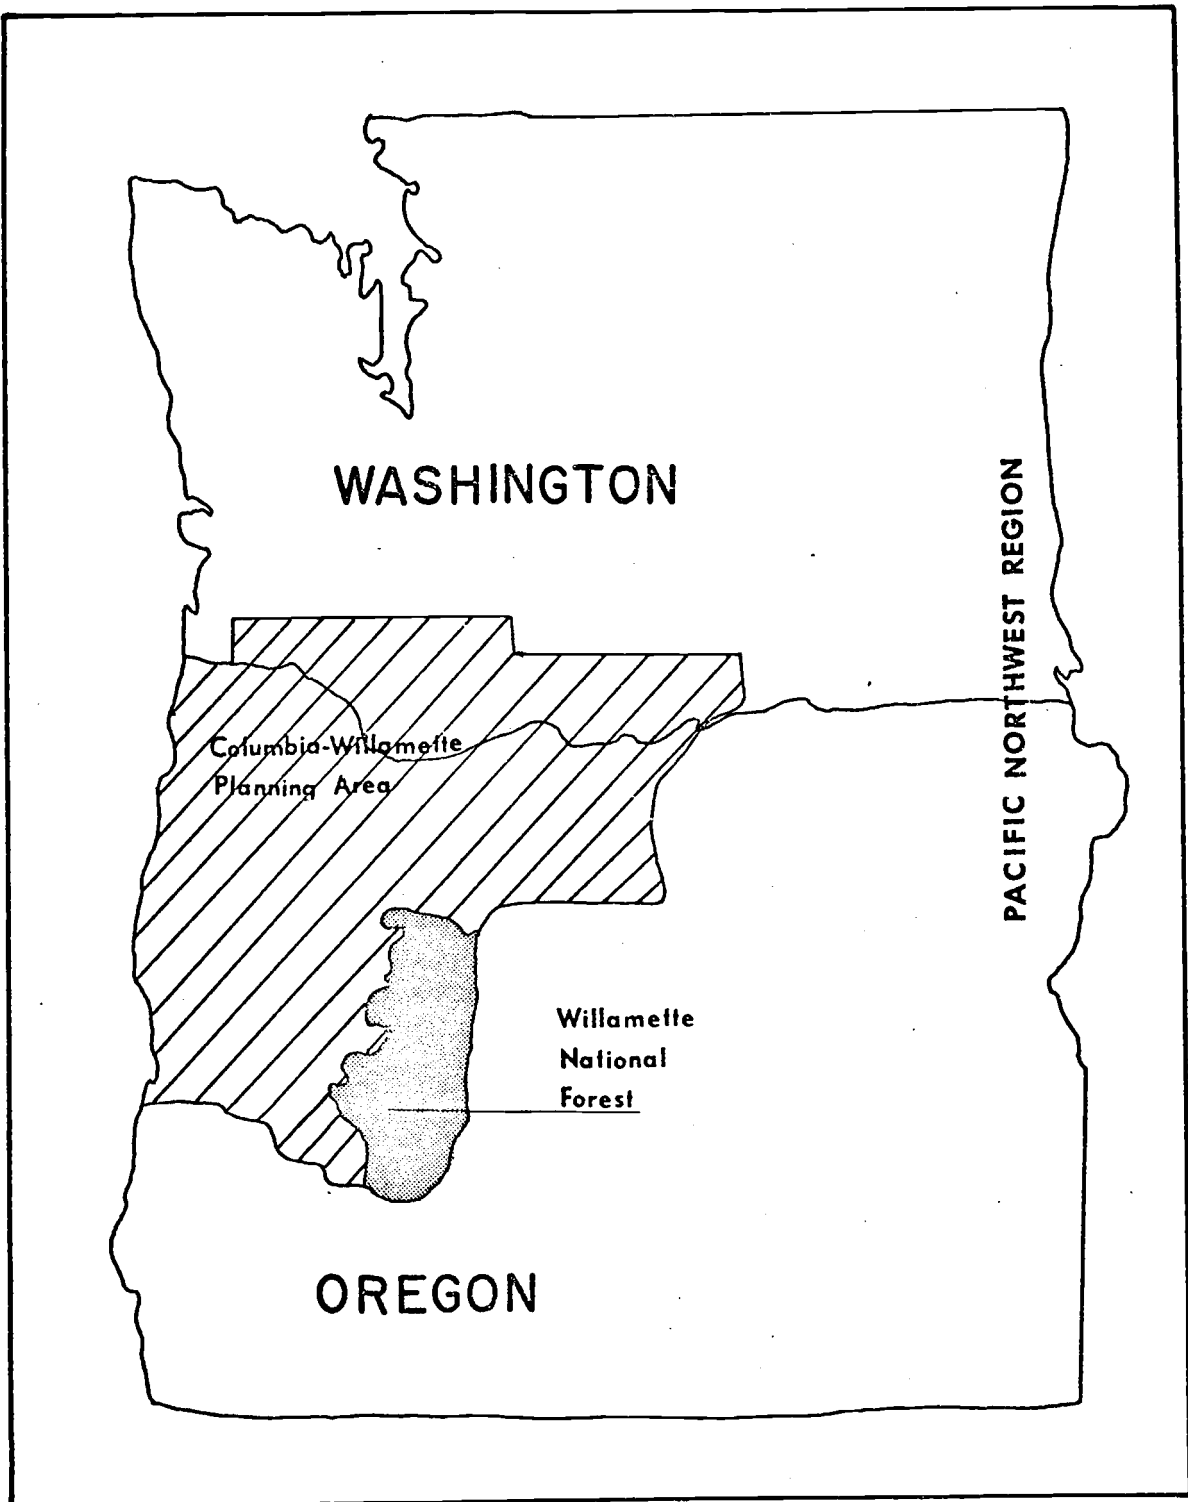 WASHINGTON
PACIFIC NORTHWEST REGION
Columbia-Willamette
Planning Area
Willamette
National
Forest
OREGON